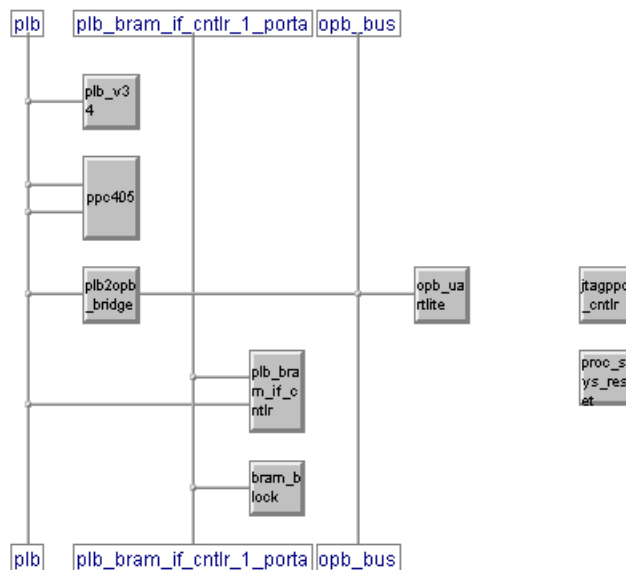 plb
plb_bram_if_cntlr_1_porta
opb_bus
plb_v3
4
ppc405
plb2opb
_bridge
opb_ua
rtlite
jtagppc
_cntlr
plb_bra
m_if_c
ntlr
proc_s
ys_res
et
bram_b
lock
plb
plb_bram_if_cntlr_1_porta
opb_bus